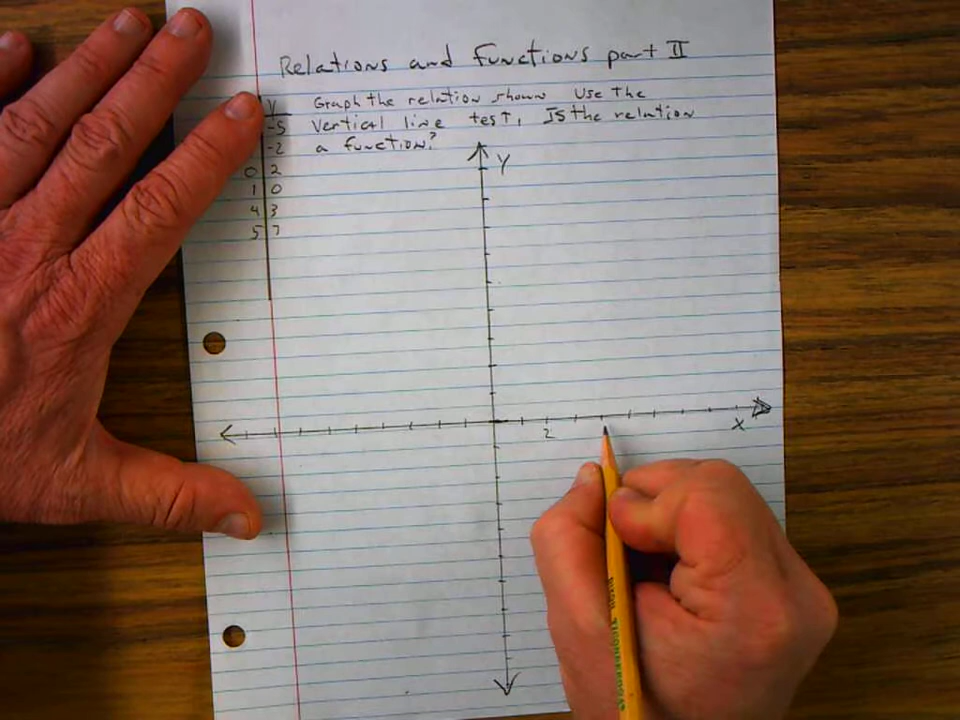 Relations and Functions part II
Y Graph the relation shown Use the
-5 Vertical line test, Is the relation
-2 a function?
0 2
1 0
4 3
5 7
Y
2
X